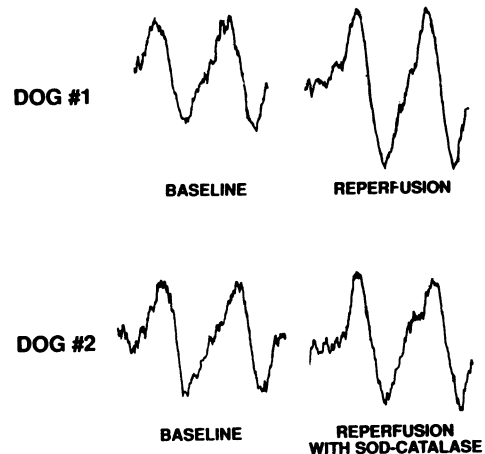 DOG #1
BASELINE
REPERFUSION
DOG #2
BASELINE
REPERFUSION
WITH SOD-CATALASE